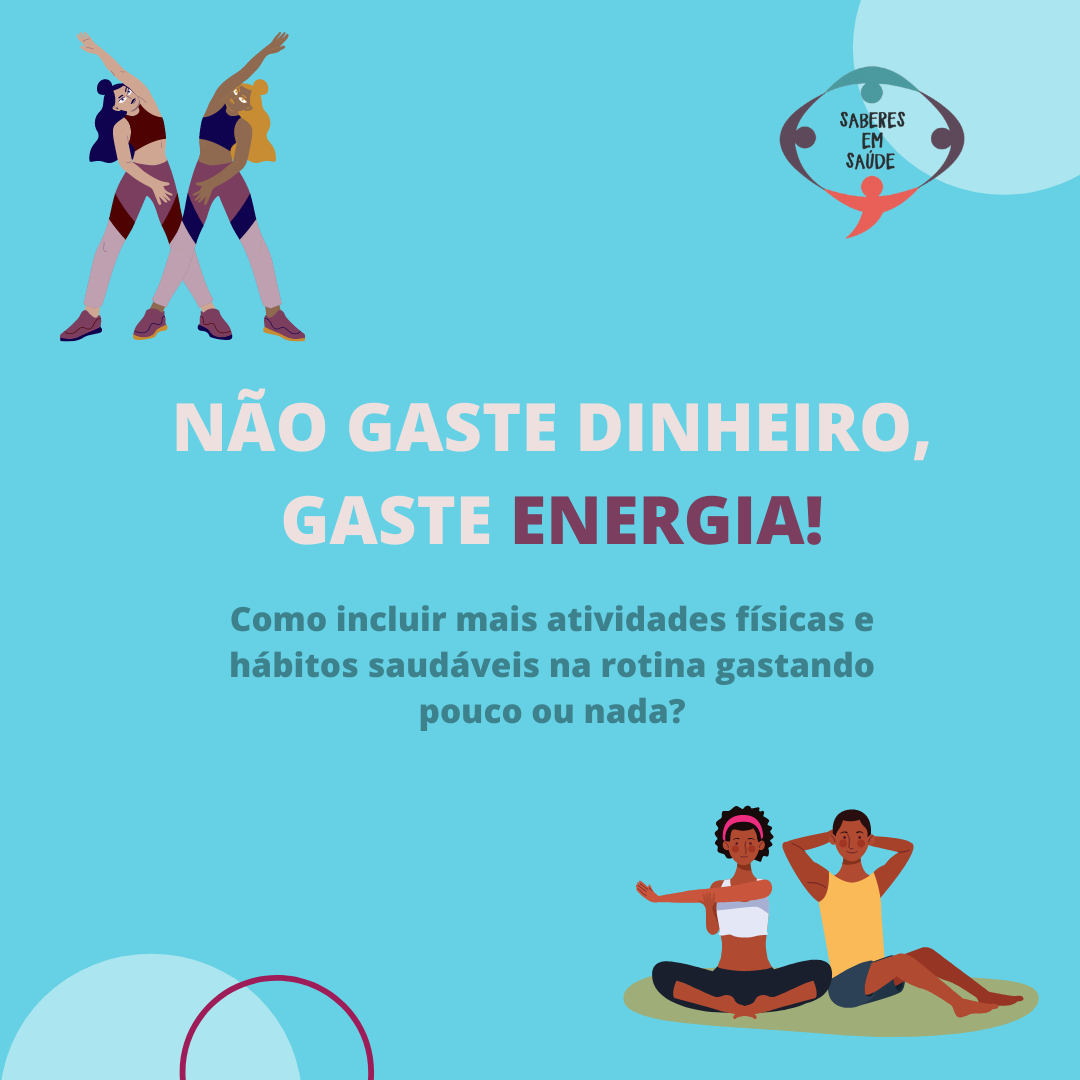 SABERES
EM
SAÚDE
NÃO GASTE DINHEIRO,
GASTE ENERGIA!
Como incluir mais atividades físicas e
hábitos saudáveis na rotina gastando
pouco ou nada?